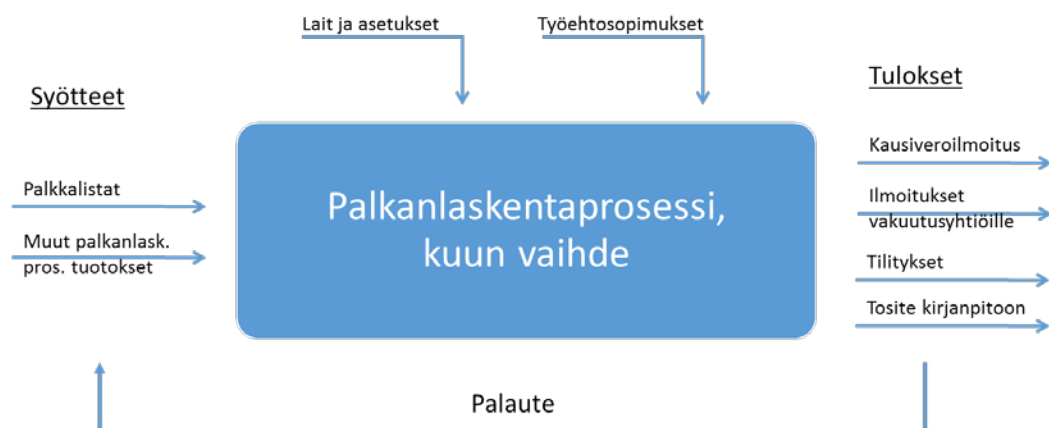 Lait ja asetukset
Työehtosopimukset
Syötteet
Tulokset
Palkkalistat
Muut palkanlask.
pros. tuotokset
Palkanlaskentaprosessi,
kuun vaihde
Kausiveroilmoitus
Ilmoitukset
vakuutusyhtiöille
Tilitykset
Tosite kirjanpitoon
Palaute